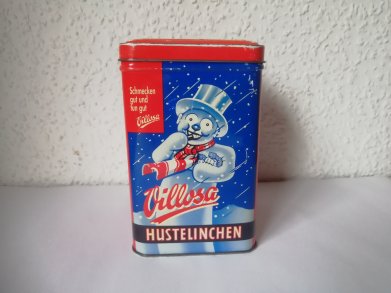 Schmecken
gut und
tun gut
Villosa
Villosa
HUSTELINCHEN